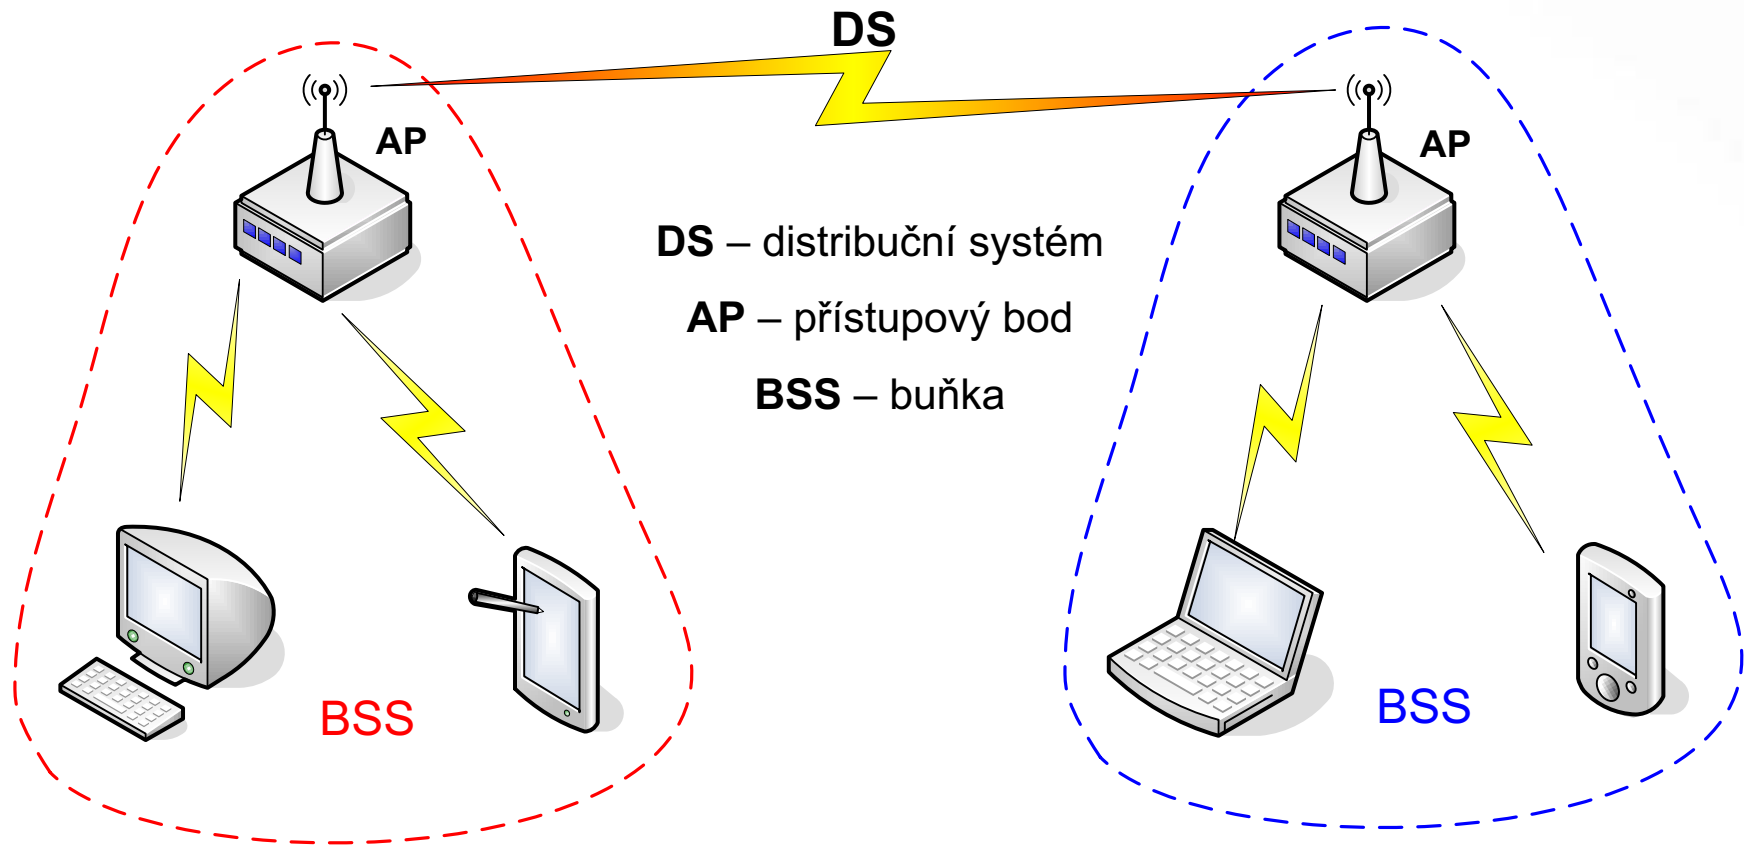 DS
AP
AP
DS – distribuční systém
AP – přístupový bod
BSS – buňka
BSS
BSS